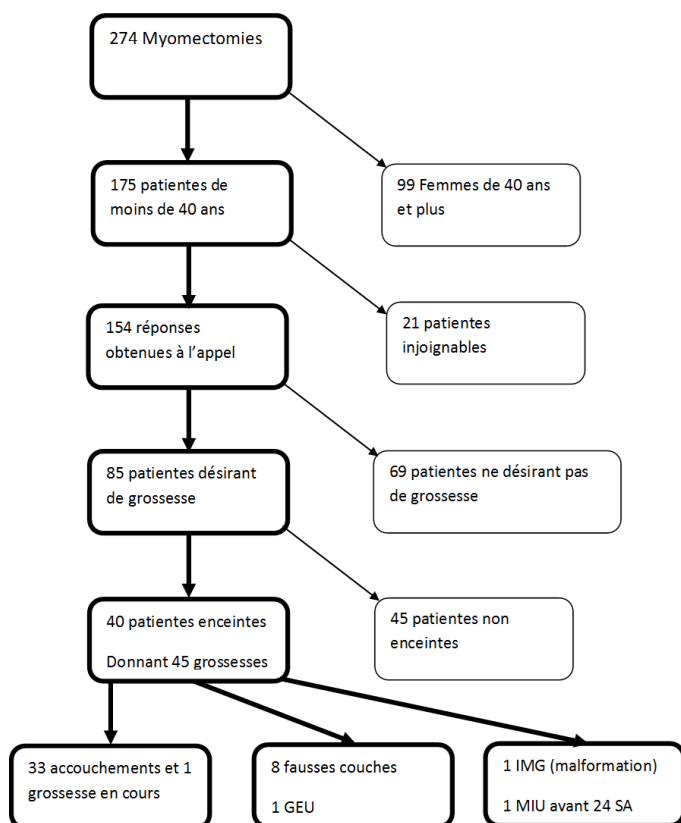 274 Myomectomies
175 patientes de
moins de 40 ans
99 Femmes de 40 ans
et plus
154 réponses
obtenues à l'appel
21 patientes
injoignables
85 patientes désirant
de grossesse
69 patientes ne désirant pas
de grossesse
40 patientes enceintes
Donnant 45 grossesses
45 patientes non
enceintes
33 accouchements et 1
grossesse en cours
8 fausses couches
1 GEU
1 IMG (malformation)
1 MIU avant 24 SA